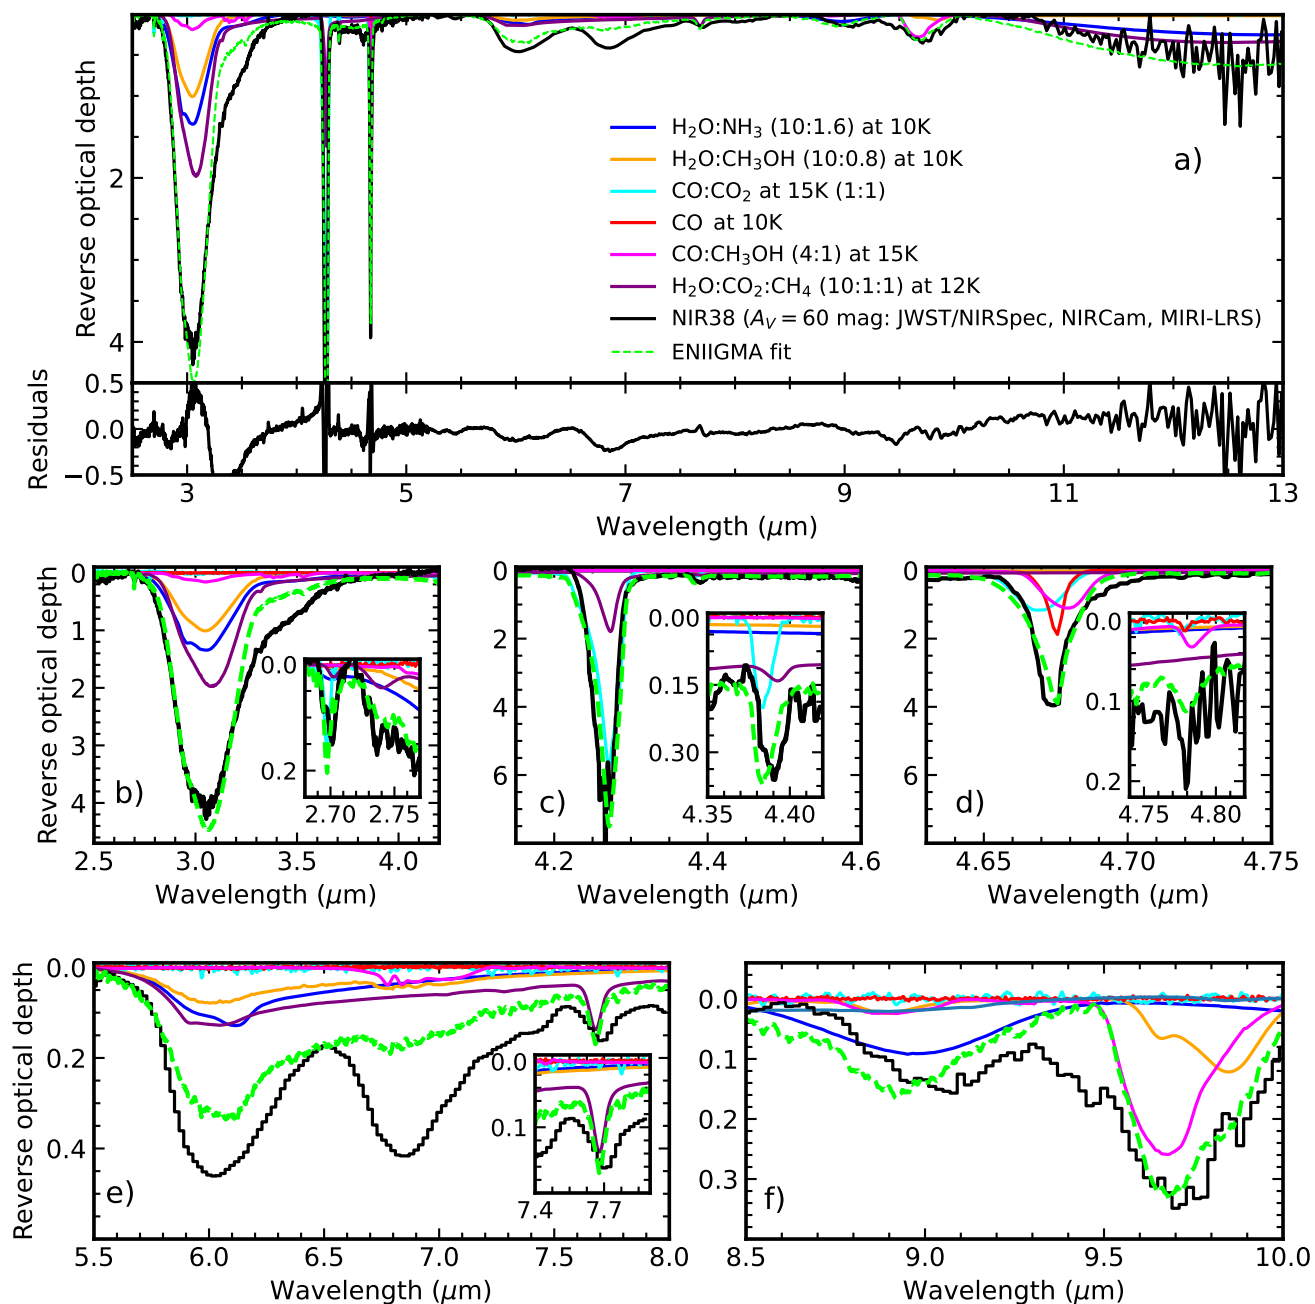 Reverse optical depth
2
4
a)
H₂O:NH₃ (10:1.6) at 10K
H₂O:CH₃OH (10:0.8) at 10K
CO:CO₂ at 15K (1:1)
CO at 10K
CO:CH₃OH (4:1) at 15K
H₂O:CO₂:CH₄ (10:1:1) at 12K
NIR38 (A_V = 60 mag: JWST/NIRSpec, NIRCam, MIRI-LRS)
ENIIGMA fit
Residuals
0.5
0.0
−0.5
3 5 7 9 11 13
Wavelength (μm)
Reverse optical depth
0
1
2
3
4
b)
0.0
0.2
2.70 2.75
2.5 3.0 3.5 4.0
Wavelength (μm)
0
2
4
6
c)
0.00
0.15
0.30
4.35 4.40
4.2 4.4 4.6
Wavelength (μm)
0
2
4
6
d)
0.0
0.1
0.2
4.75 4.80
4.65 4.70 4.75
Wavelength (μm)
Reverse optical depth
0.0
0.2
0.4
e)
0.0
0.1
7.4 7.7
5.5 6.0 6.5 7.0 7.5 8.0
Wavelength (μm)
0.0
0.1
0.2
0.3
f)
8.5 9.0 9.5 10.0
Wavelength (μm)